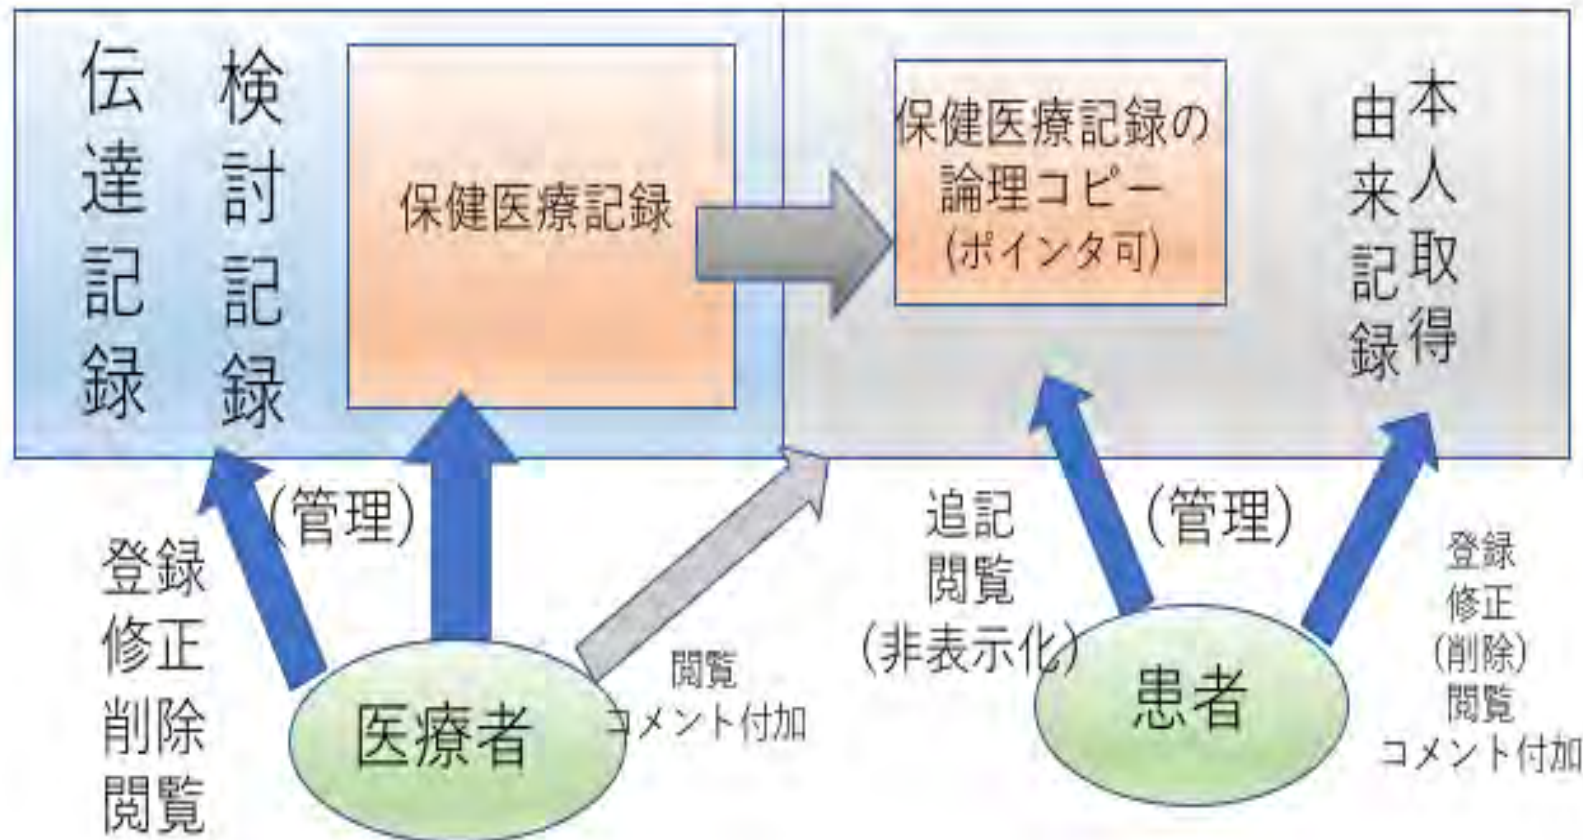 伝達記録
検討記録
保健医療記録
保健医療記録の
論理コピー
(ポインタ可)
本人取得
由来記録
(管理)
登録
修正
削除
閲覧
医療者
閲覧
コメント付加
追記
閲覧
(非表示化)
(管理)
患者
登録
修正
(削除)
閲覧
コメント付加